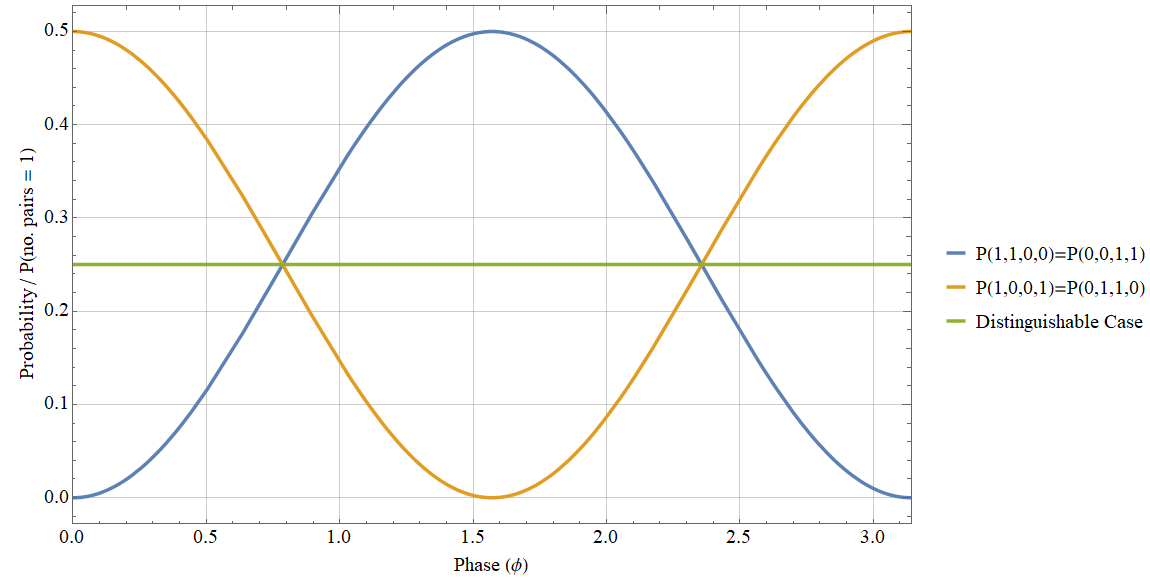 0.5
0.4
0.3
0.2
0.1
0.0
Probability / P(no. pairs = 1)
0.0 0.5 1.0 1.5 2.0 2.5 3.0
Phase (ϕ)
P(1,1,0,0)=P(0,0,1,1)
P(1,0,0,1)=P(0,1,1,0)
Distinguishable Case